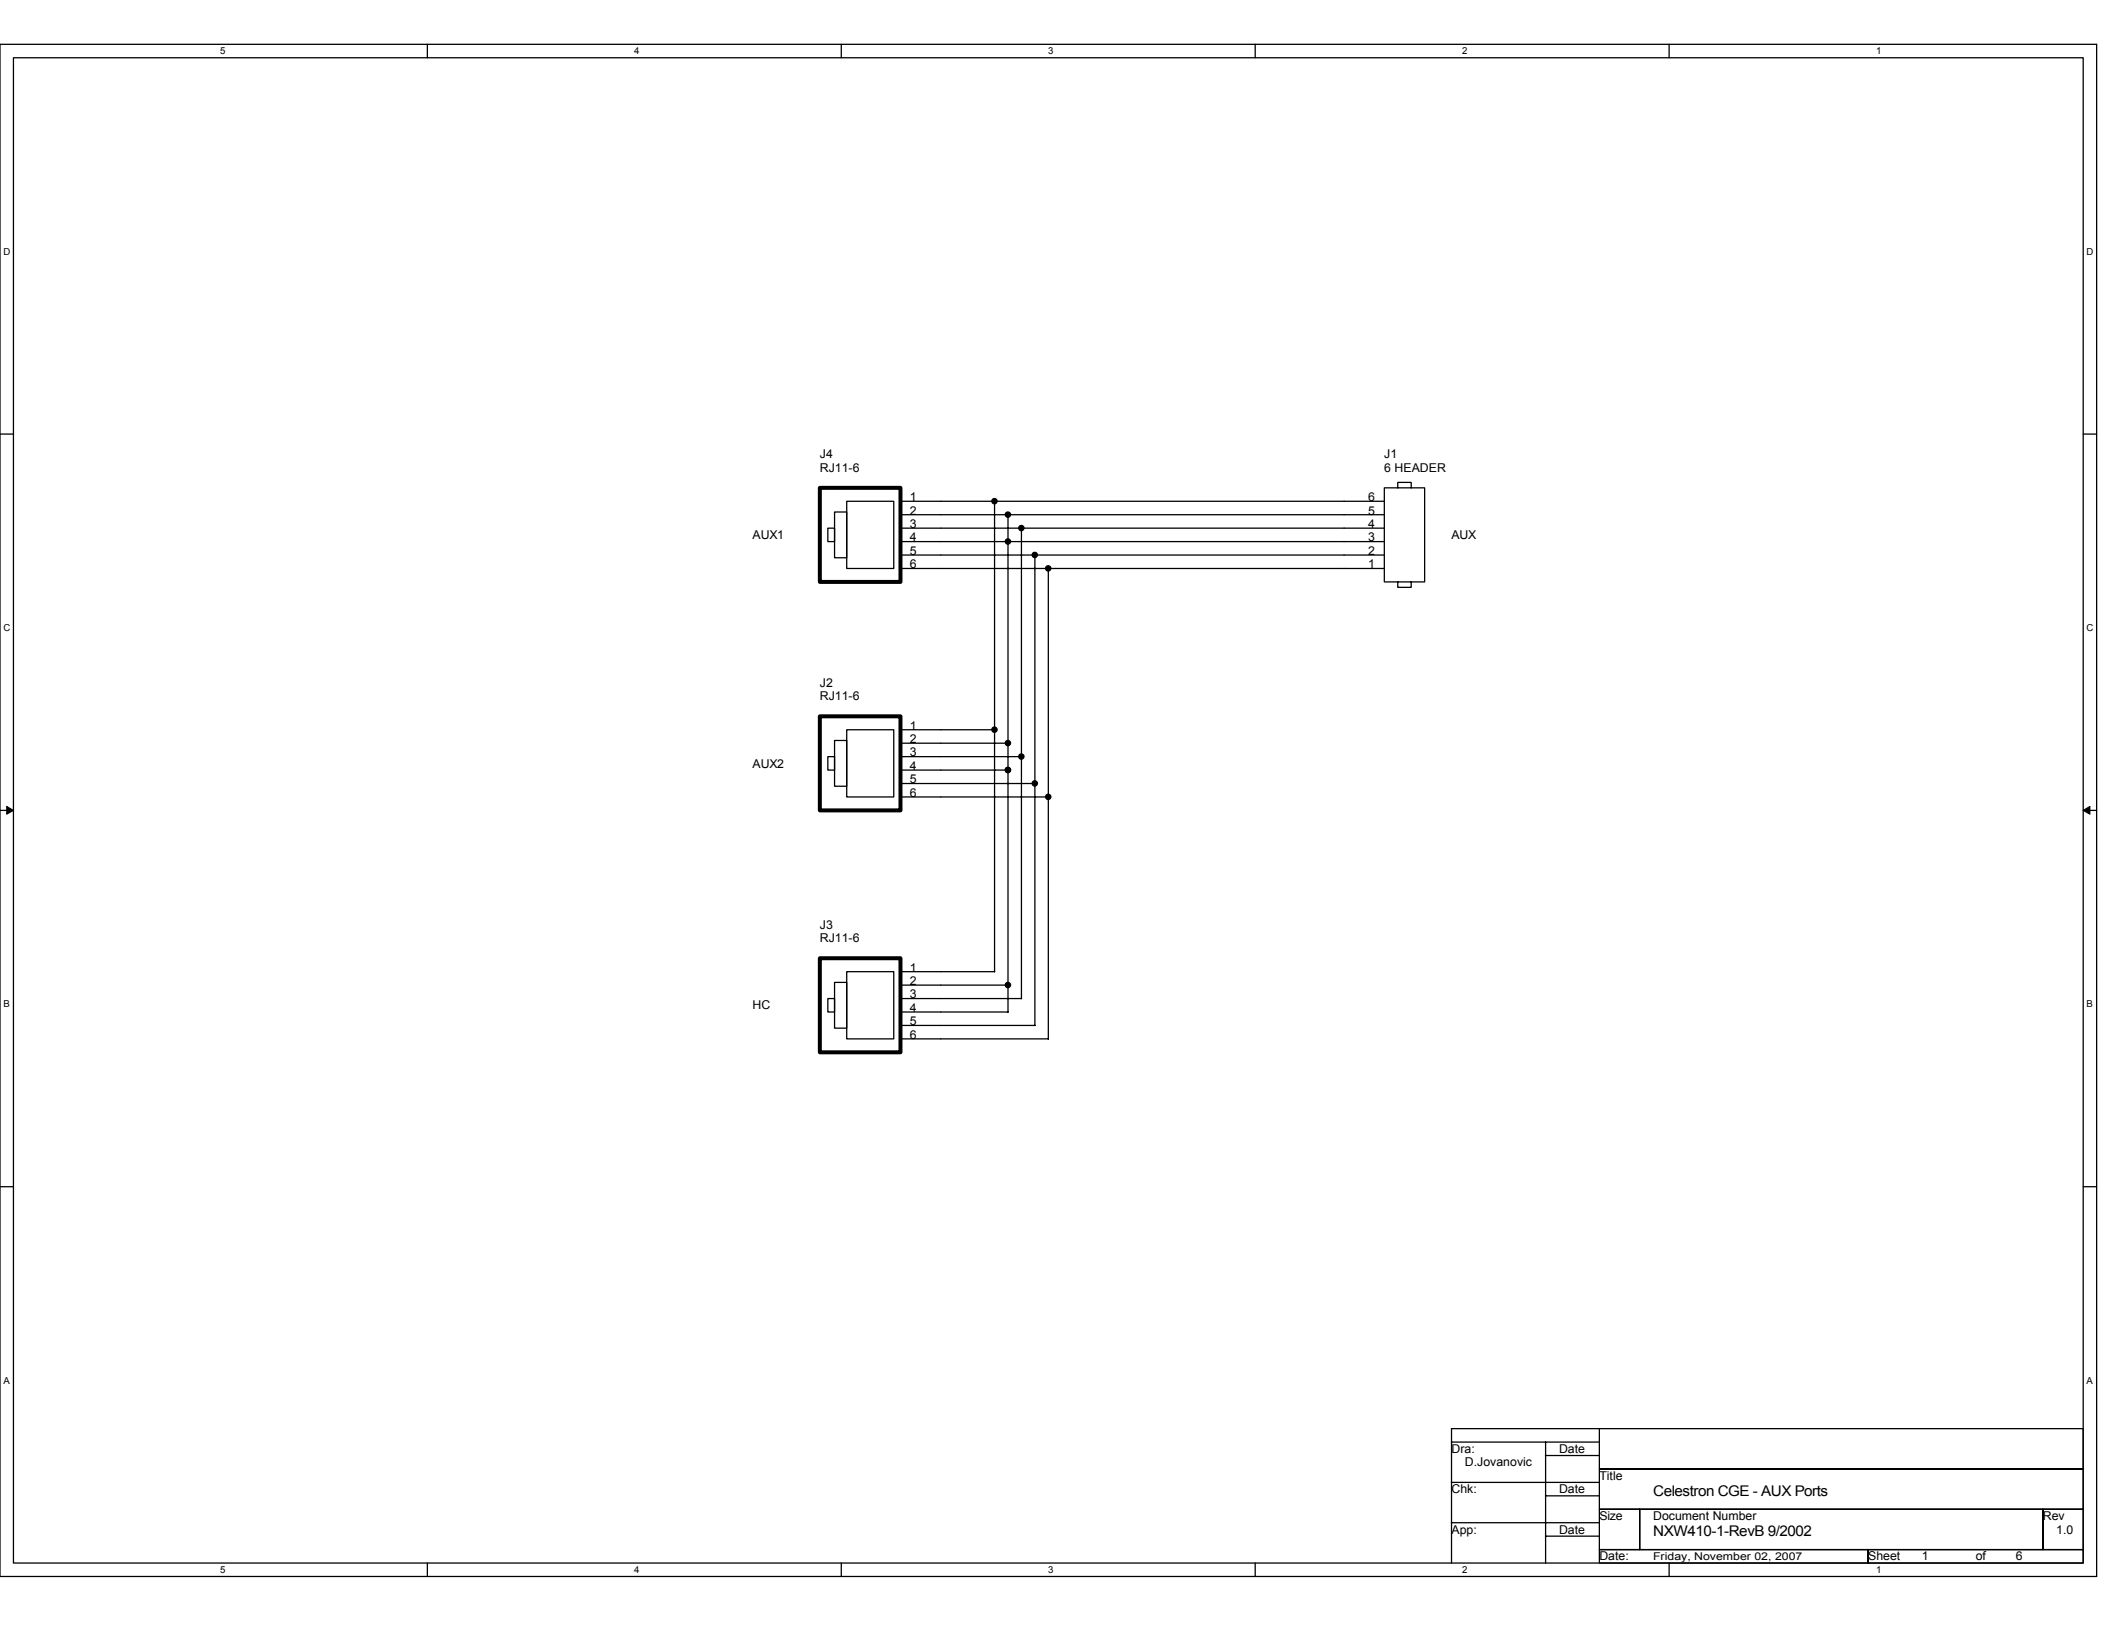 5 4 3 2 1
D D
J4
RJ11-6
J1
6 HEADER
1 6
2 5
3 4
AUX1 AUX
4 3
5 2
6 1
C C
J2
RJ11-6
1
2
3
AUX2
4
5
6
J3
RJ11-6
1
2
3
B HC B
4
5
6
A A
Dra: Date
D.Jovanovic
Title
Chk: Date
Celestron CGE - AUX Ports
Size Document Number Rev
App: Date NXW410-1-RevB 9/2002 1.0
Date: Friday, November 02, 2007 Sheet 1 of 6
5 4 3 2 1